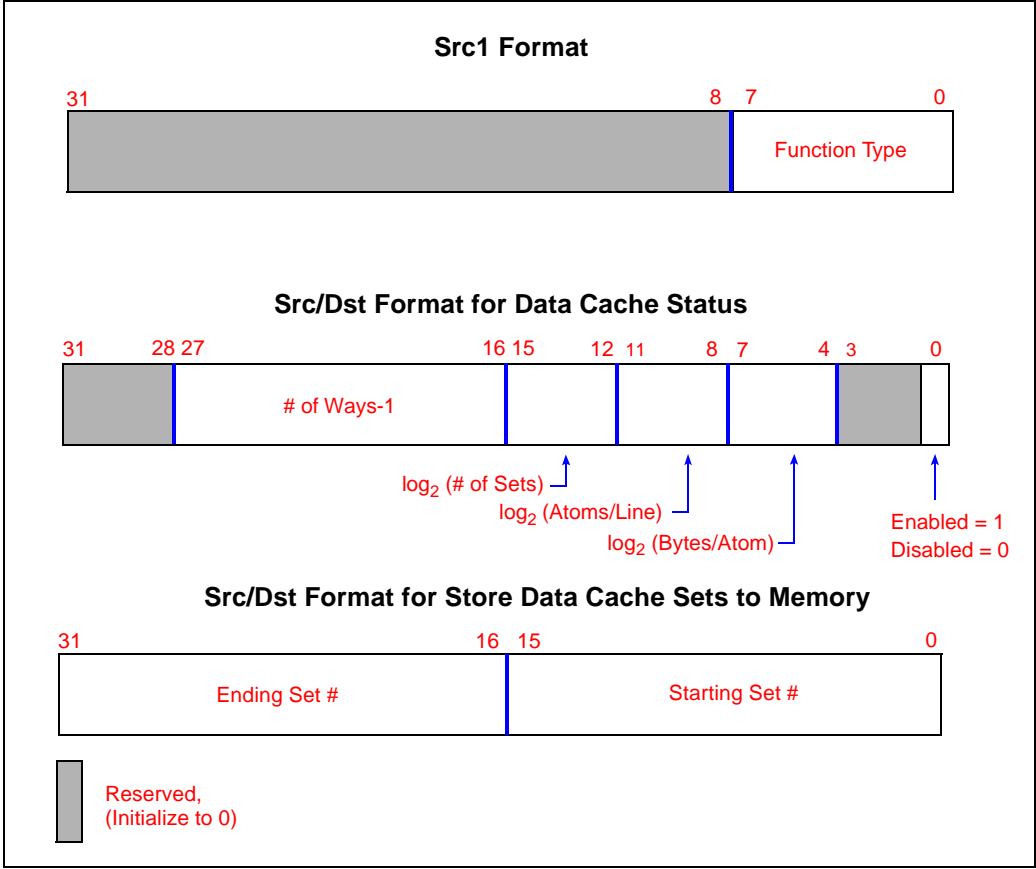 Src1 Format
31 8 7 0
Function Type
Src/Dst Format for Data Cache Status
31 28 27 16 15 12 11 8 7 4 3 0
# of Ways-1
log2 (# of Sets)
log2 (Atoms/Line)
log2 (Bytes/Atom)
Enabled = 1
Disabled = 0
Src/Dst Format for Store Data Cache Sets to Memory
31 16 15 0
Ending Set # Starting Set #
Reserved,
(Initialize to 0)